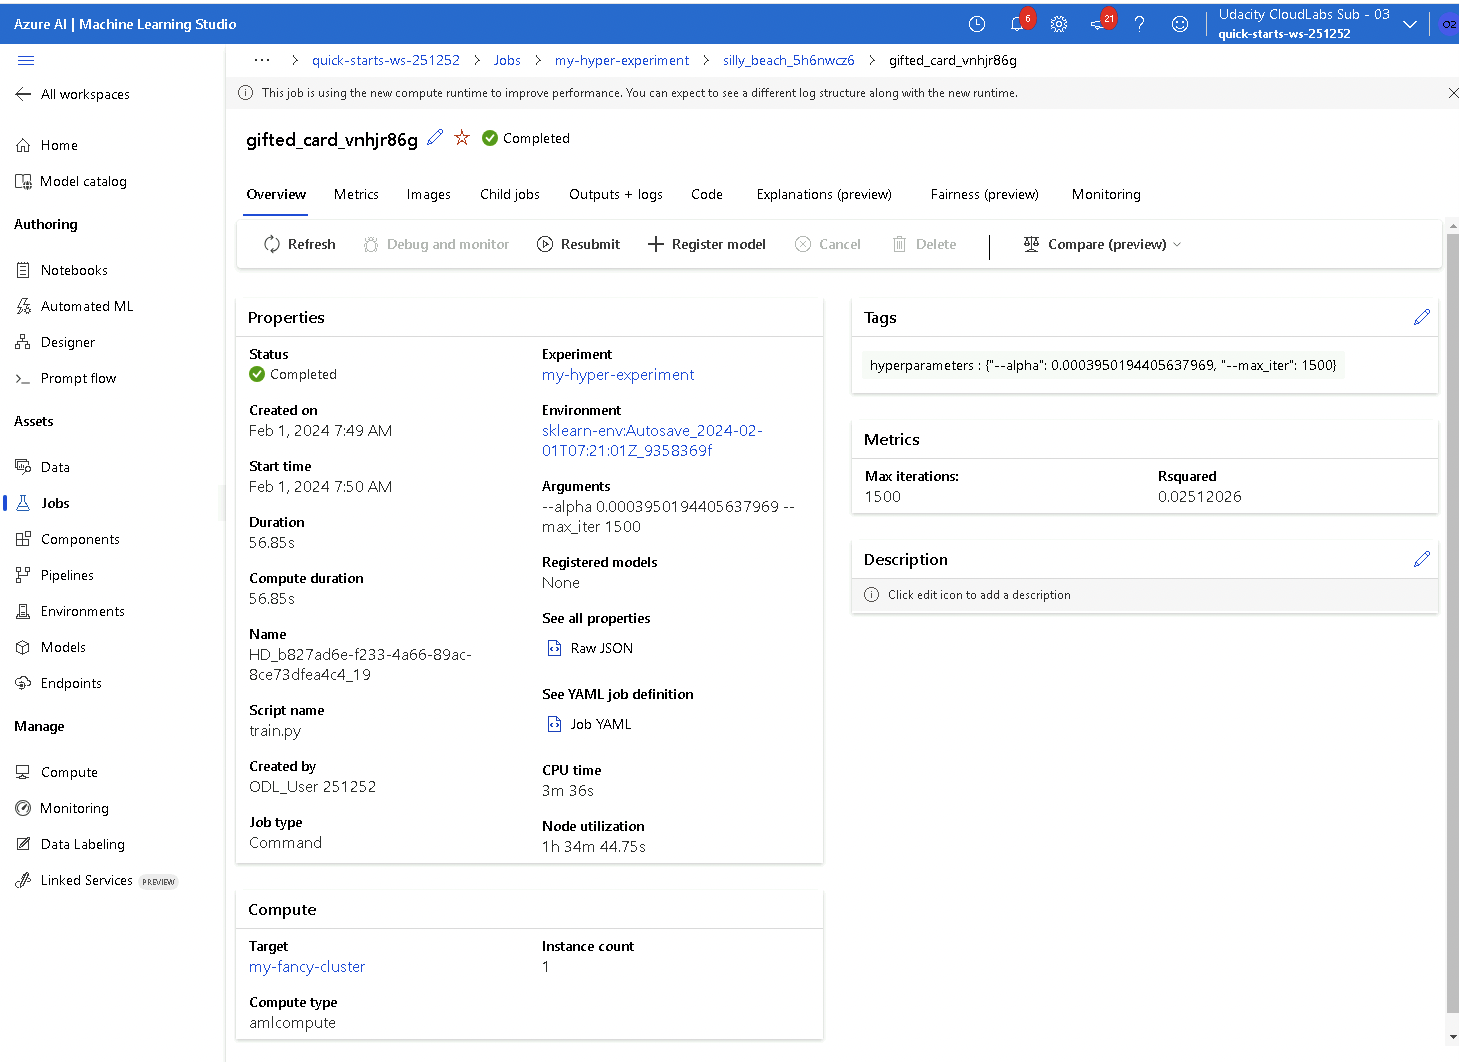 Azure AI | Machine Learning Studio
6
21
Udacity CloudLabs Sub - 03
quick-starts-ws-251252
O2
All workspaces
Home
Model catalog
Authoring
Notebooks
Automated ML
Designer
Prompt flow
Assets
Data
Jobs
Components
Pipelines
Environments
Models
Endpoints
Manage
Compute
Monitoring
Data Labeling
Linked Services PREVIEW
... > quick-starts-ws-251252 > Jobs > my-hyper-experiment > silly_beach_5h6nwcz6 > gifted_card_vnhjr86g
This job is using the new compute runtime to improve performance. You can expect to see a different log structure along with the new runtime.
gifted_card_vnhjr86g Completed
Overview Metrics Images Child jobs Outputs + logs Code Explanations (preview) Fairness (preview) Monitoring
Refresh Debug and monitor Resubmit Register model Cancel Delete Compare (preview)
Properties
Status
Completed
Created on
Feb 1, 2024 7:49 AM
Start time
Feb 1, 2024 7:50 AM
Duration
56.85s
Compute duration
56.85s
Name
HD_b827ad6e-f233-4a66-89ac-
8ce73dfea4c4_19
Script name
train.py
Created by
ODL_User 251252
Job type
Command
Experiment
my-hyper-experiment
Environment
sklearn-env:Autosave_2024-02-
01T07:21:01Z_9358369f
Arguments
--alpha 0.0003950194405637969 --
max_iter 1500
Registered models
None
See all properties
Raw JSON
See YAML job definition
Job YAML
CPU time
3m 36s
Node utilization
1h 34m 44.75s
Compute
Target
my-fancy-cluster
Compute type
amlcompute
Instance count
1
Tags
hyperparameters : {"--alpha": 0.0003950194405637969, "--max_iter": 1500}
Metrics
Max iterations:
1500
Rsquared
0.02512026
Description
Click edit icon to add a description